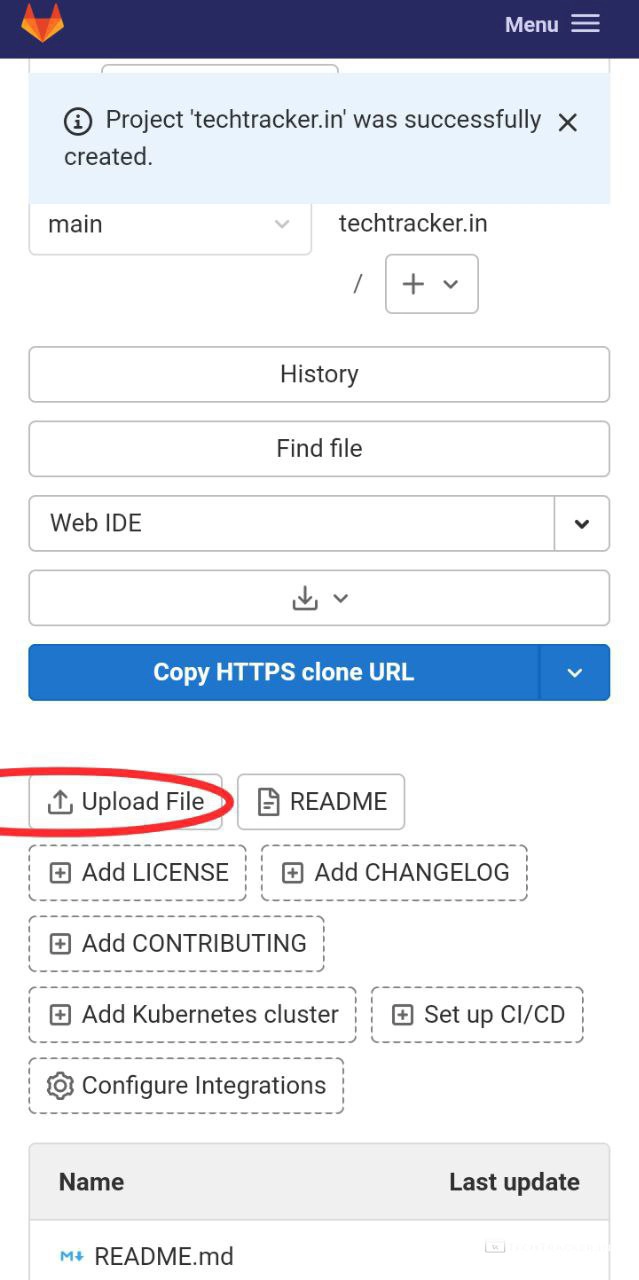 Menu
Project 'techtracker.in' was successfully
created.
main
techtracker.in
/
History
Find file
Web IDE
Copy HTTPS clone URL
Upload File
README
Add LICENSE
Add CHANGELOG
Add CONTRIBUTING
Add Kubernetes cluster
Set up CI/CD
Configure Integrations
Name
Last update
README.md